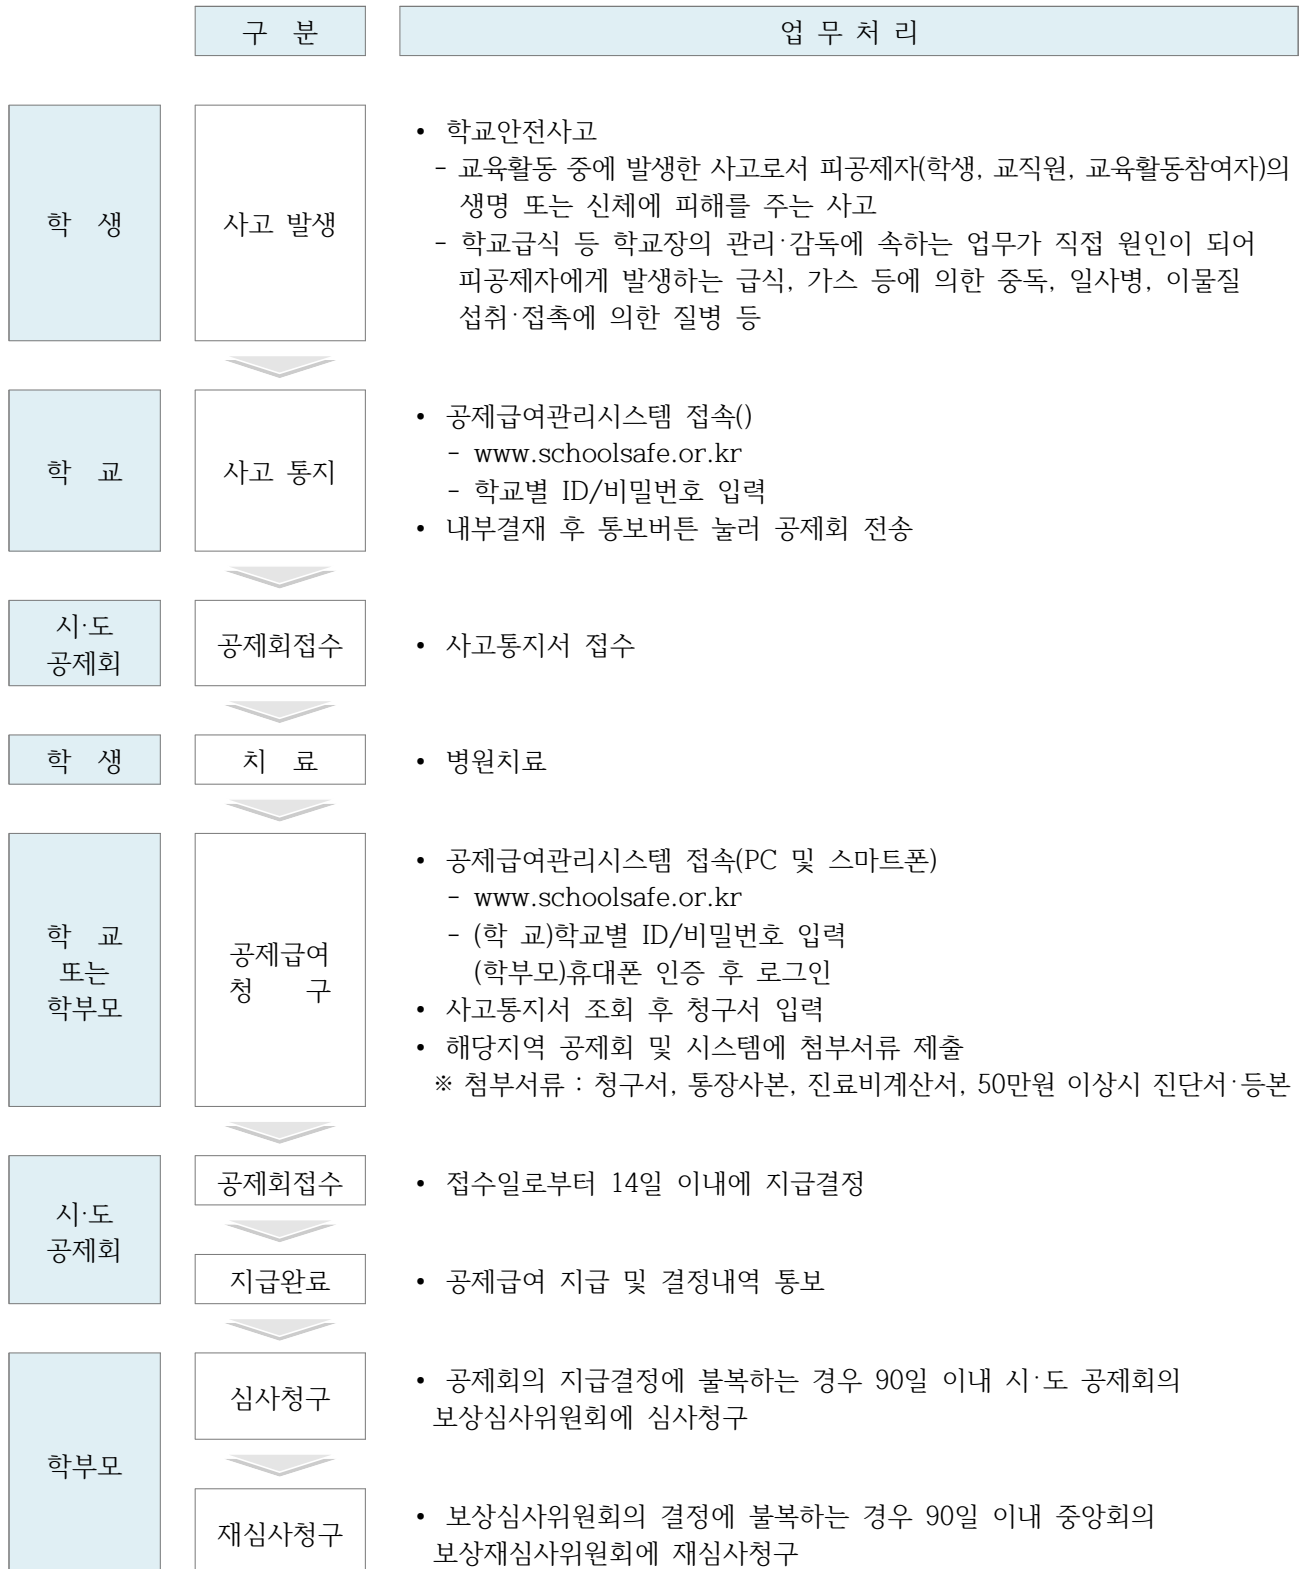 구 분
업 무 처 리
학 생
사고 발생
• 학교안전사고
- 교육활동 중에 발생한 사고로서 피공제자(학생, 교직원, 교육활동참여자)의
생명 또는 신체에 피해를 주는 사고
- 학교급식 등 학교장의 관리·감독에 속하는 업무가 직접 원인이 되어
피공제자에게 발생하는 급식, 가스 등에 의한 중독, 일사병, 이물질
섭취·접촉에 의한 질병 등
학 교
사고 통지
• 공제급여관리시스템 접속()
- www.schoolsafe.or.kr
- 학교별 ID/비밀번호 입력
• 내부결재 후 통보버튼 눌러 공제회 전송
시·도
공제회
공제회접수
• 사고통지서 접수
학 생
치 료
• 병원치료
학 교
또는
학부모
공제급여
청 구
• 공제급여관리시스템 접속(PC 및 스마트폰)
- www.schoolsafe.or.kr
- (학 교)학교별 ID/비밀번호 입력
(학부모)휴대폰 인증 후 로그인
• 사고통지서 조회 후 청구서 입력
• 해당지역 공제회 및 시스템에 첨부서류 제출
※ 첨부서류 : 청구서, 통장사본, 진료비계산서, 50만원 이상시 진단서·등본
시·도
공제회
공제회접수
• 접수일로부터 14일 이내에 지급결정
지급완료
• 공제급여 지급 및 결정내역 통보
학부모
심사청구
• 공제회의 지급결정에 불복하는 경우 90일 이내 시·도 공제회의
보상심사위원회에 심사청구
재심사청구
• 보상심사위원회의 결정에 불복하는 경우 90일 이내 중앙회의
보상재심사위원회에 재심사청구